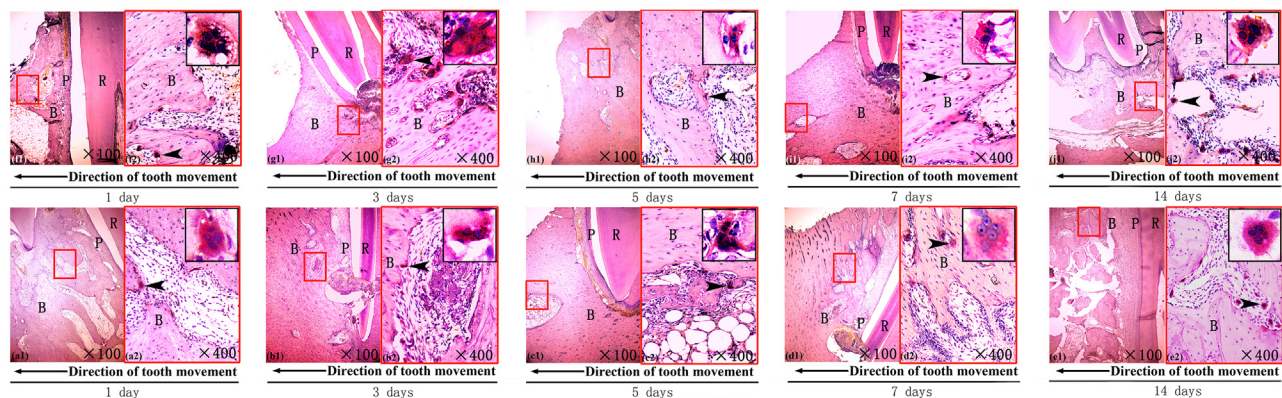 P R B B ×100 (f1) B ×400 (f2)
P R B ×100 (g1) B ×400 (g2)
B ×100 (h1) B ×400 (h2)
P R B ×100 (i1) B ×400 (i2)
R P B ×100 (j1) B ×400 (j2)
Direction of tooth movement
1 day
Direction of tooth movement
3 days
Direction of tooth movement
5 days
Direction of tooth movement
7 days
Direction of tooth movement
14 days
P R B ×100 (a1) B ×400 (a2)
B P R ×100 (b1) B ×400 (b2)
P R B ×100 (c1) B ×400 (c2)
P B R ×100 (d1) B ×400 (d2)
B P R ×100 (e1) B ×400 (e2)
Direction of tooth movement
1 day
Direction of tooth movement
3 days
Direction of tooth movement
5 days
Direction of tooth movement
7 days
Direction of tooth movement
14 days